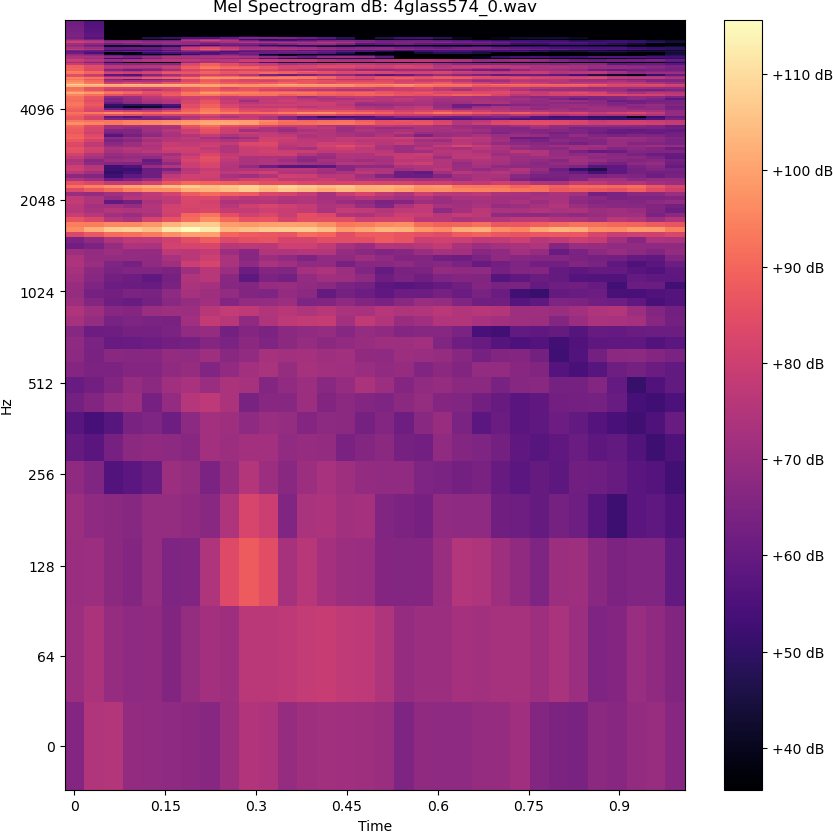 Mel Spectrogram dB: 4glass574_0.wav
+110 dB
4096
+100 dB
2048
+90 dB
1024
+80 dB
512
Hz
+70 dB
256
+60 dB
128
64
+50 dB
0
+40 dB
0 0.15 0.3 0.45 0.6 0.75 0.9
Time